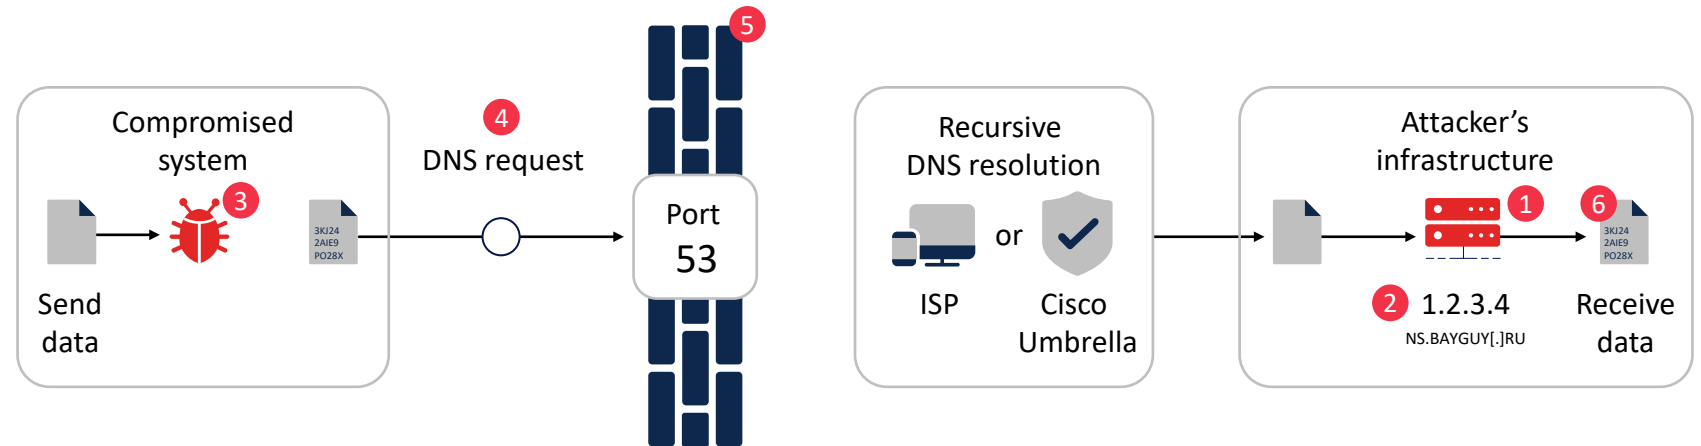 Compromised
system
3
3KJ24
2AIE9
PO28X
Send
data
4
DNS request
5
Port
53
Recursive
DNS resolution
or
ISP
Cisco
Umbrella
Attacker’s
infrastructure
1
6
3KJ24
2AIE9
PO28X
2
1.2.3.4
NS.BAYGUY[.]RU
Receive
data